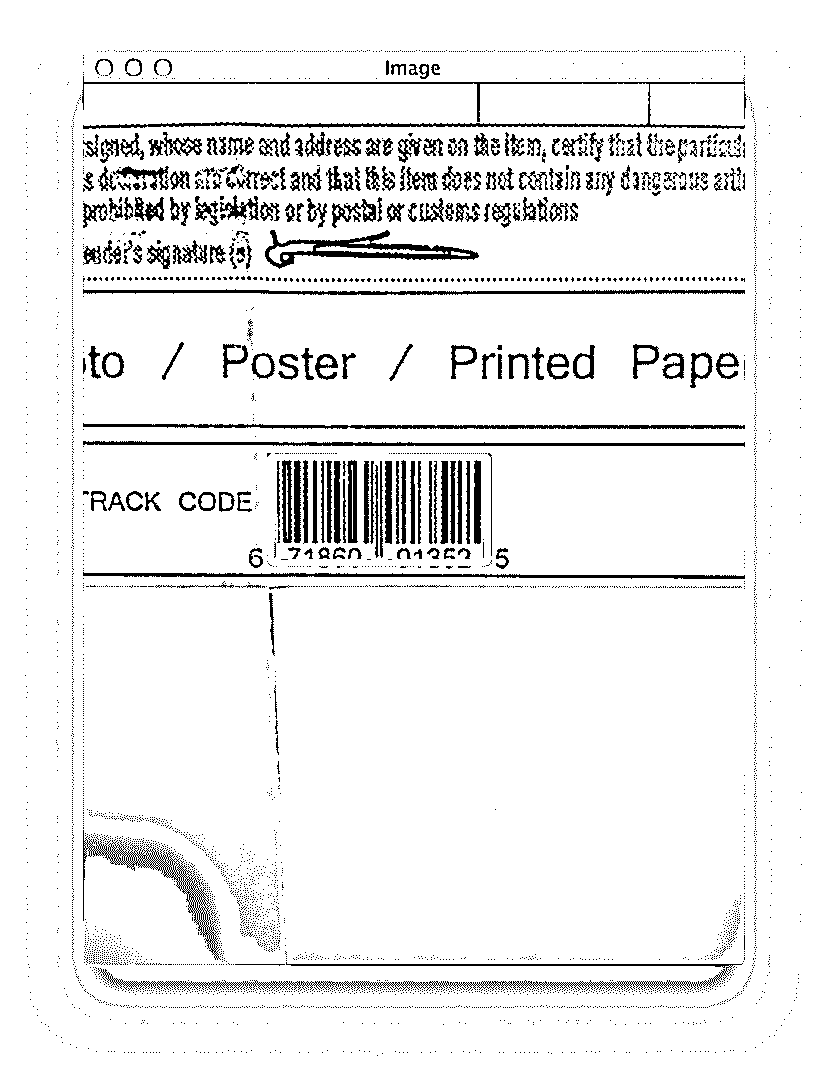 Image
signed, whose name and address are given on the item, certify that the particul
s declaration are correct and that this item does not contain any dangerous arti
prohibited by legislation or by postal or customs regulations
ender's signature (s)
oto / Poster / Printed Pape
TRACK CODE
6 71860 01352 5